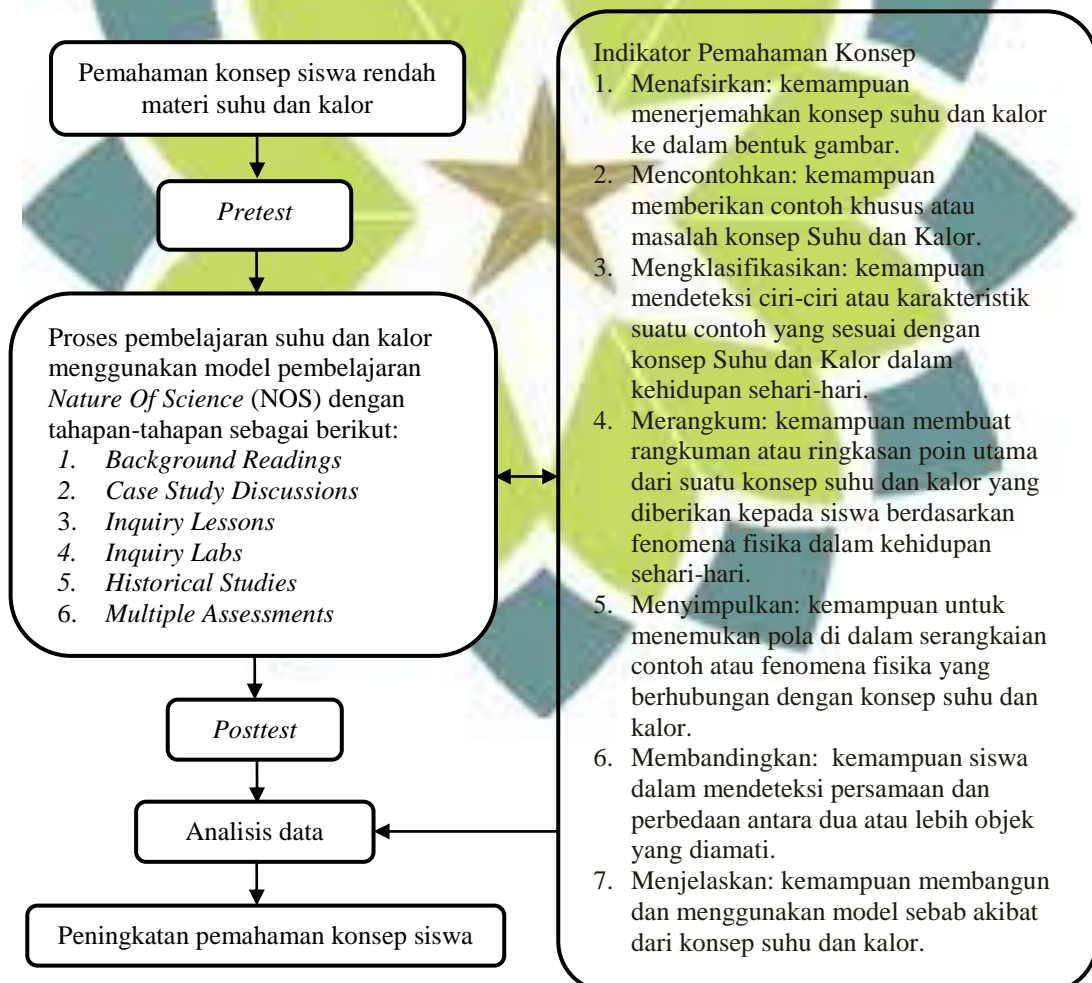 Pemahaman konsep siswa rendah
materi suhu dan kalor
Pretest
Proses pembelajaran suhu dan kalor
menggunakan model pembelajaran
Nature Of Science (NOS) dengan
tahapan-tahapan sebagai berikut:
1. Background Readings
2. Case Study Discussions
3. Inquiry Lessons
4. Inquiry Labs
5. Historical Studies
6. Multiple Assessments
Posttest
Analisis data
Peningkatan pemahaman konsep siswa
Indikator Pemahaman Konsep
1. Menafsirkan: kemampuan
menerjemahkan konsep suhu dan kalor
ke dalam bentuk gambar.
2. Mencontohkan: kemampuan
memberikan contoh khusus atau
masalah konsep Suhu dan Kalor.
3. Mengklasifikasikan: kemampuan
mendeteksi ciri-ciri atau karakteristik
suatu contoh yang sesuai dengan
konsep Suhu dan Kalor dalam
kehidupan sehari-hari.
4. Merangkum: kemampuan membuat
rangkuman atau ringkasan poin utama
dari suatu konsep suhu dan kalor yang
diberikan kepada siswa berdasarkan
fenomena fisika dalam kehidupan
sehari-hari.
5. Menyimpulkan: kemampuan untuk
menemukan pola di dalam serangkaian
contoh atau fenomena fisika yang
berhubungan dengan konsep suhu dan
kalor.
6. Membandingkan: kemampuan siswa
dalam mendeteksi persamaan dan
perbedaan antara dua atau lebih objek
yang diamati.
7. Menjelaskan: kemampuan membangun
dan menggunakan model sebab akibat
dari konsep suhu dan kalor.